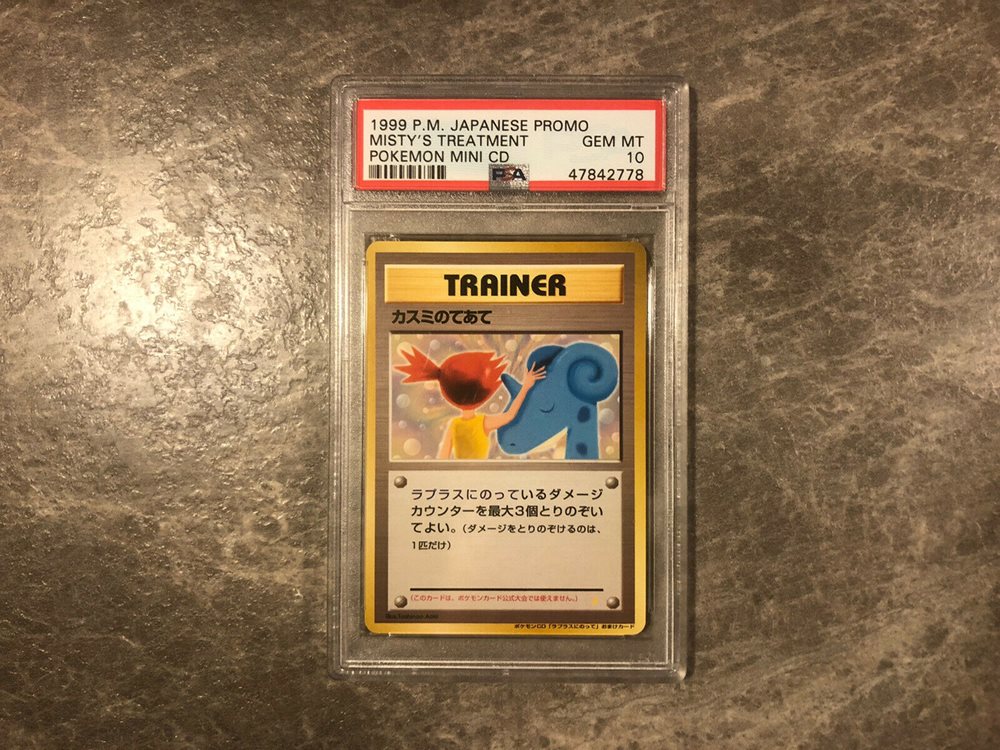 1999 P.M. JAPANESE PROMO
MISTY'S TREATMENT GEM MT
POKEMON MINI CD 10
PSA 47842778
TRAINER
カスミのてあて
ラプラスにのっているダメージ
カウンターを最大3個とりのぞい
てよい。(ダメージをとりのぞけるのは、
1匹だけ)
(このカードは、ポケモンカード公式大会では使えません。)
Illus. Toshinao Aoki
ポケモンCD「ラプラスにのって」おまけカード